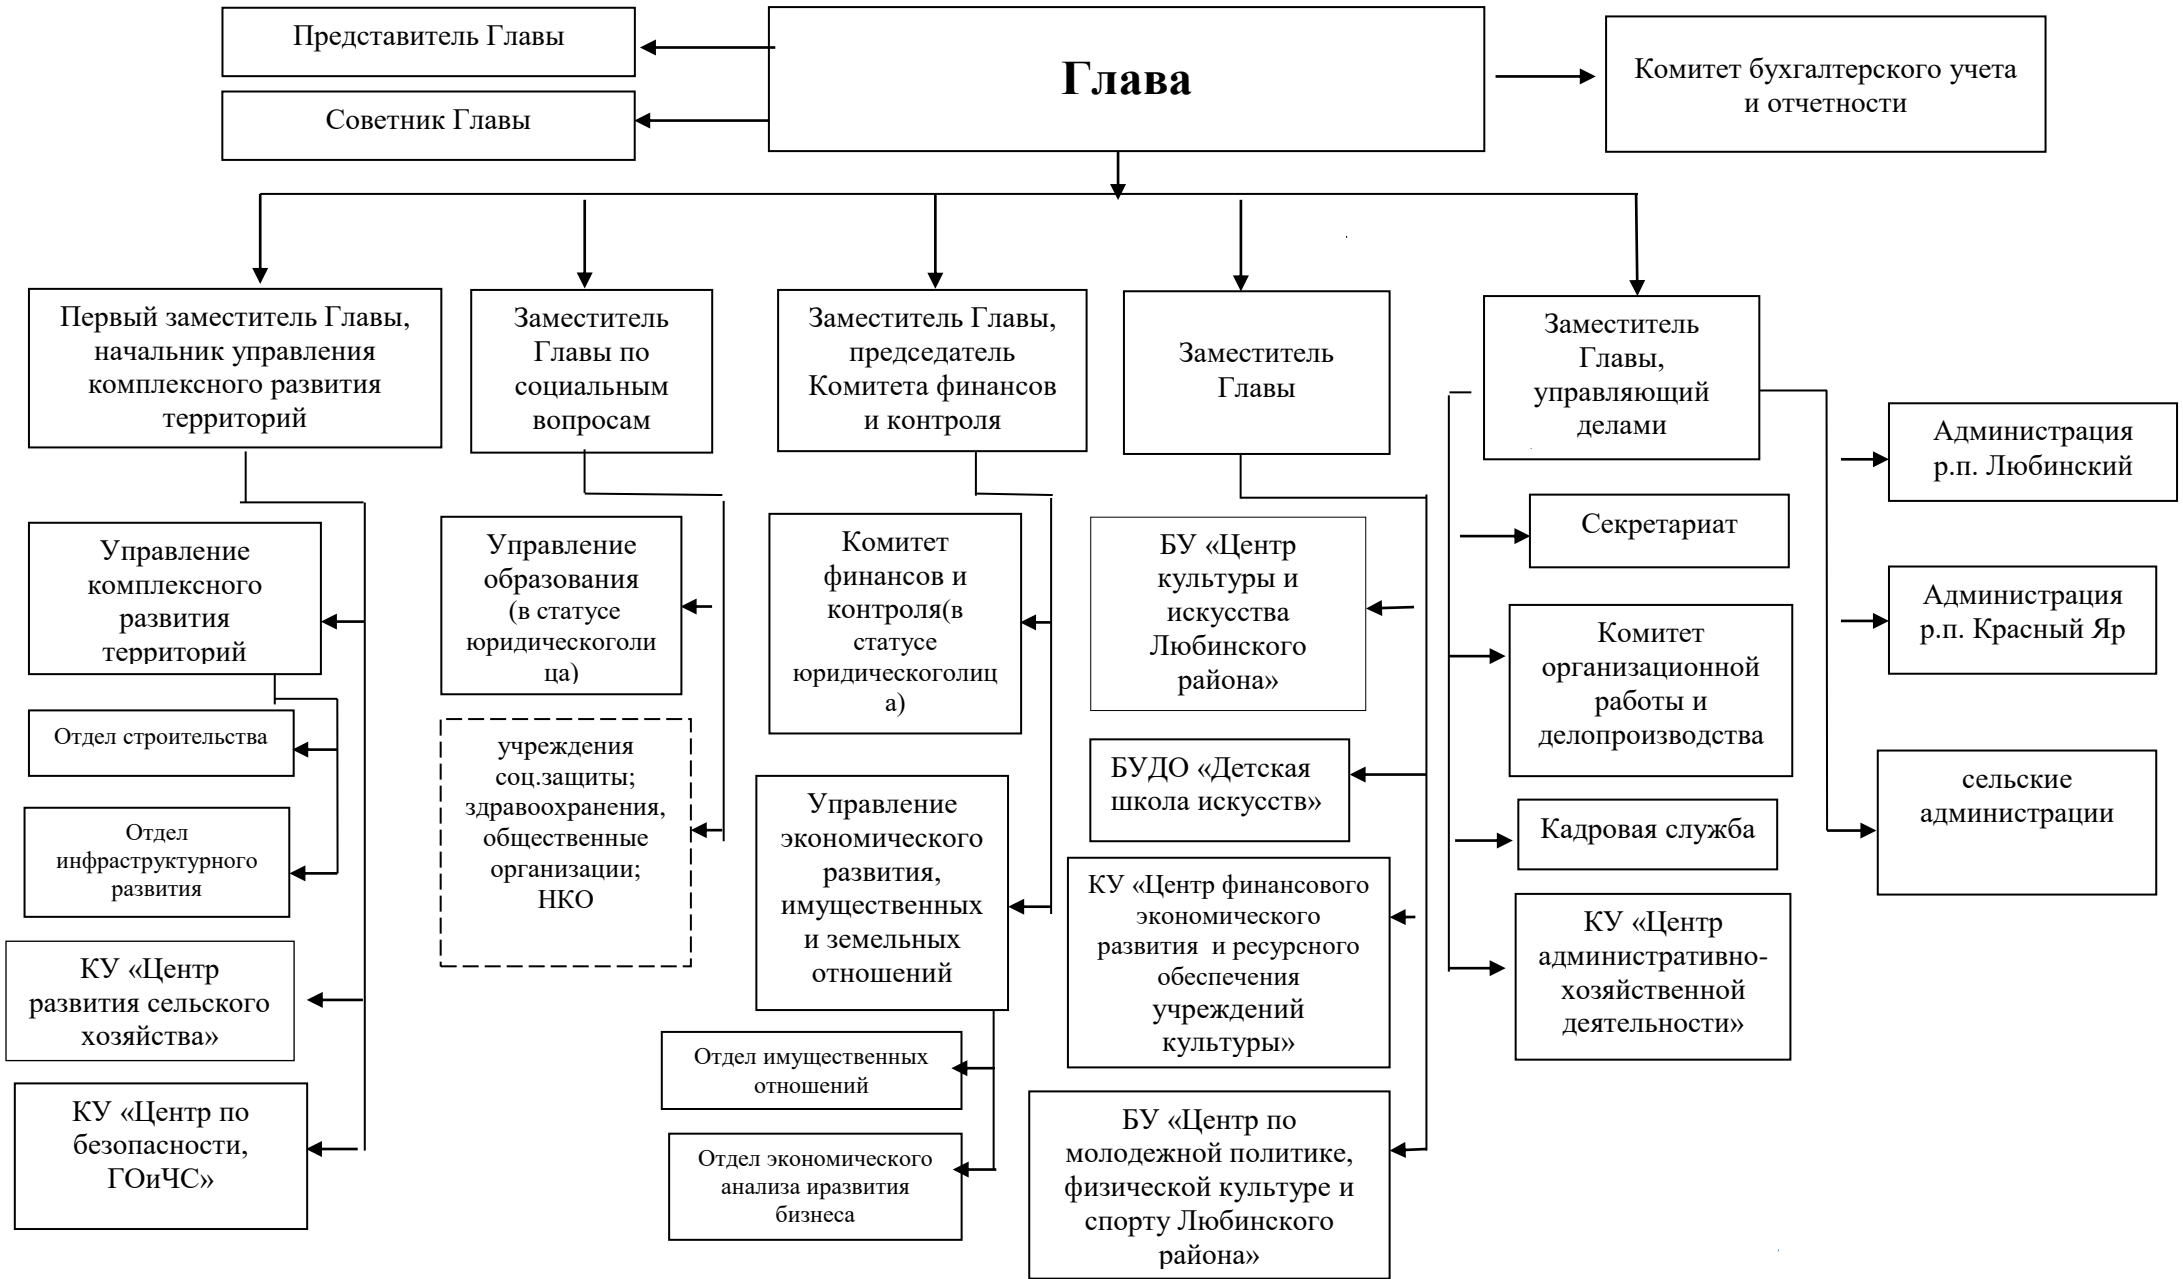 Представитель Главы
Советник Главы
Глава
Комитет бухгалтерского учета
и отчетности
Первый заместитель Главы,
начальник управления
комплексного развития
территорий
Заместитель
Главы по
социальным
вопросам
Заместитель Главы,
председатель
Комитета финансов
и контроля
Заместитель
Главы
Заместитель
Главы,
управляющий
делами
Управление
комплексного
развития
территорий
Отдел строительства
Отдел
инфраструктурного
развития
КУ «Центр
развития сельского
хозяйства»
КУ «Центр по
безопасности,
ГОиЧС»
Управление
образования
(в статусе
юридическоголи
ца)
учреждения
соц.защиты;
здравоохранения,
общественные
организации;
НКО
Комитет
финансов и
контроля(в
статусе
юридическоголиц
а)
Управление
экономического
развития,
имущественных
и земельных
отношений
Отдел имущественных
отношений
Отдел экономического
анализа иразвития
бизнеса
БУ «Центр
культуры и
искусства
Любинского
района»
БУДО «Детская
школа искусств»
КУ «Центр финансового
экономического
развития и ресурсного
обеспечения
учреждений
культуры»
БУ «Центр по
молодежной политике,
физической культуре и
спорту Любинского
района»
Секретариат
Комитет
организационной
работы и
делопроизводства
Кадровая служба
КУ «Центр
административно-
хозяйственной
деятельности»
Администрация
р.п. Любинский
Администрация
р.п. Красный Яр
сельские
администрации